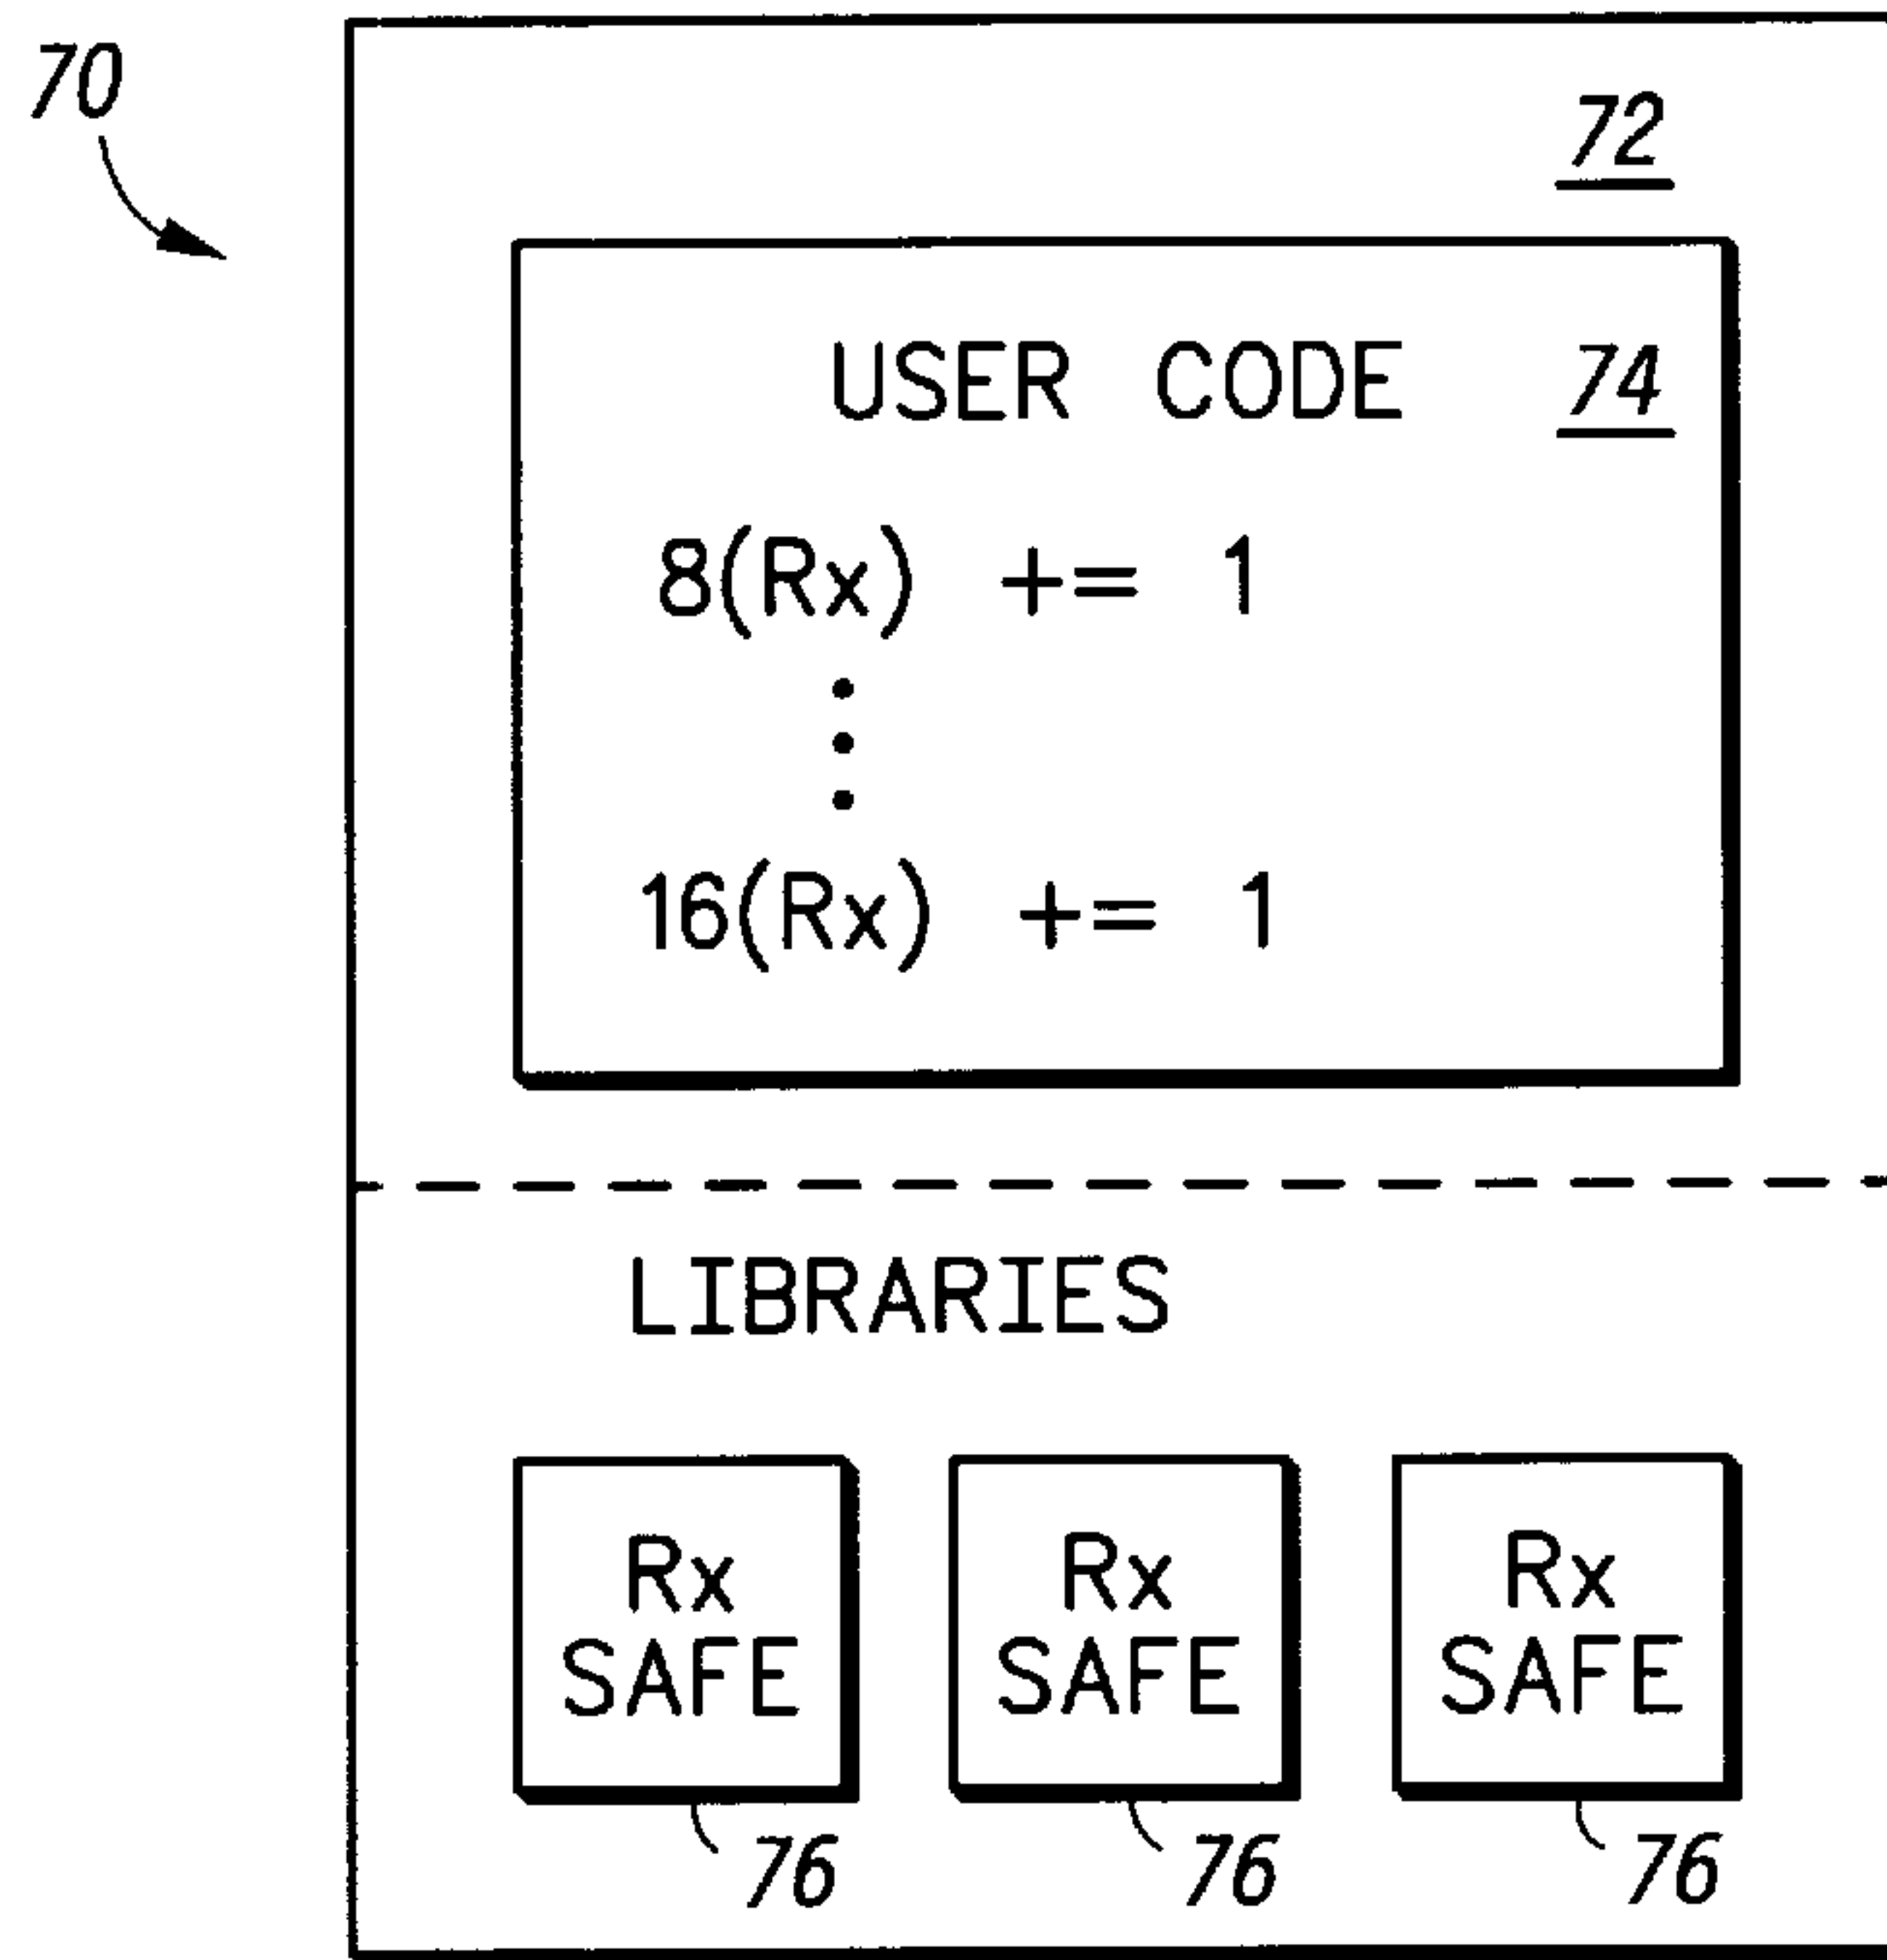 70
72
USER CODE 74
8(Rx) += 1
16(Rx) += 1
LIBRARIES
Rx SAFE
Rx SAFE
Rx SAFE
76 76 76